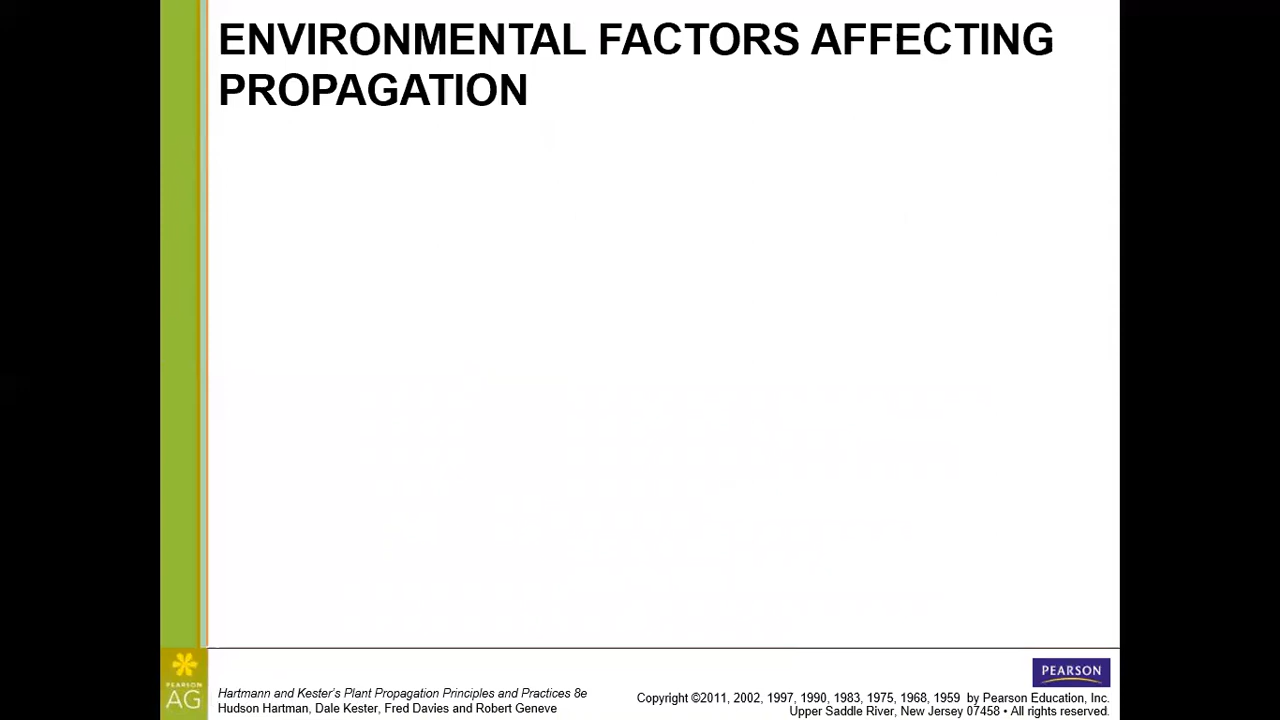 ENVIRONMENTAL FACTORS AFFECTING
PROPAGATION
PEARSON
AG
Hartmann and Kester's Plant Propagation Principles and Practices 8e
Hudson Hartman, Dale Kester, Fred Davies and Robert Geneve
PEARSON
Copyright ©2011, 2002, 1997, 1990, 1983, 1975, 1968, 1959 by Pearson Education, Inc.
Upper Saddle River, New Jersey 07458 • All rights reserved.